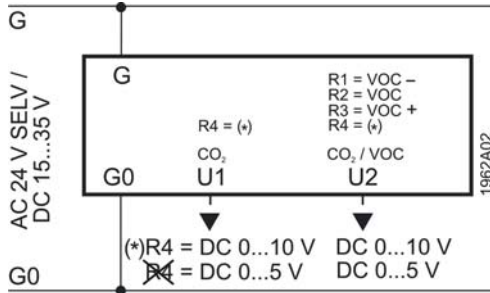 G
AC 24 V SELV /
DC 15...35 V
G
R1 = VOC –
R2 = VOC
R3 = VOC +
R4 = (*)
R4 = (*)
CO₂
CO₂ / VOC
G0
U1
U2
1962A02
(*)R4 = DC 0...10 V
DC 0...10 V
R4 = DC 0...5 V
DC 0...5 V
G0